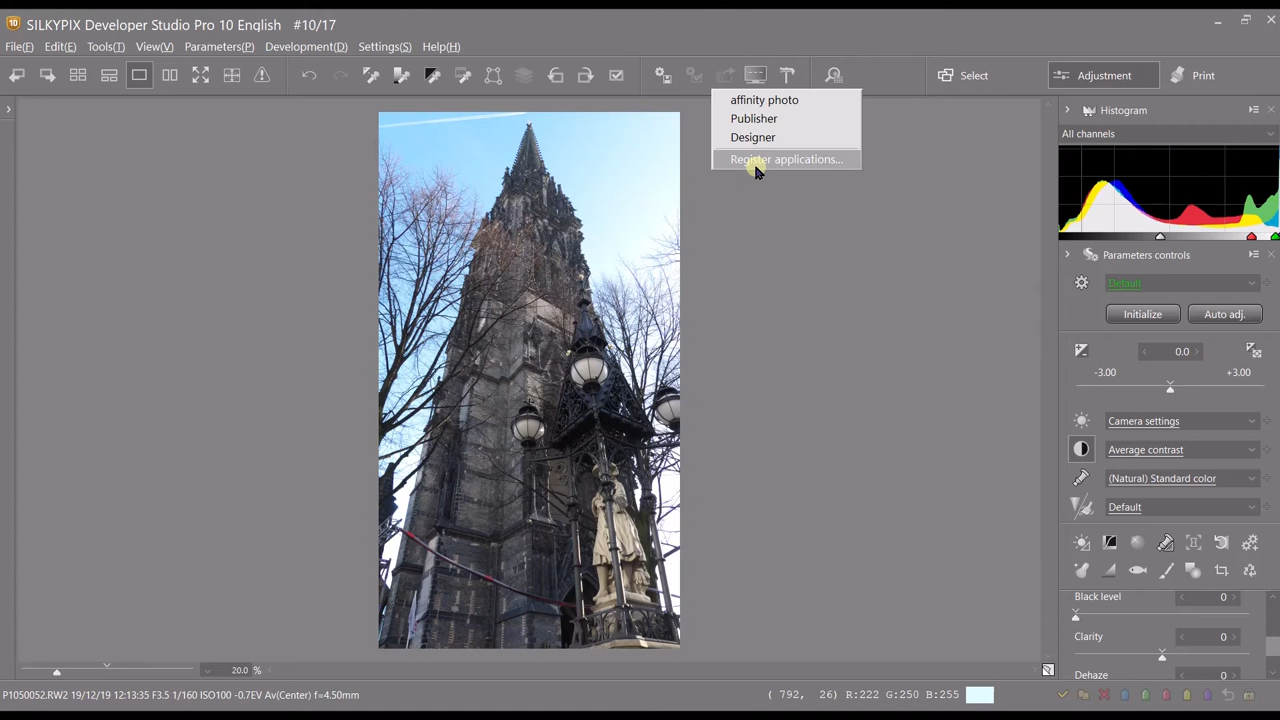 SILKYPIX Developer Studio Pro 10 English #10/17
File(F) Edit(E) Tools(T) View(V) Parameters(P) Development(D) Settings(S) Help(H)
Select
Adjustment
Print
affinity photo
Publisher
Designer
Register applications...
Histogram
All channels
Parameters controls
Default
Initialize
Auto adj.
0.0
-3.00 +3.00
Camera settings
Average contrast
(Natural) Standard color
Default
Black level 0
Clarity 0
Dehaze 0
20.0 %
P1050052.RW2 19/12/19 12:13:35 F3.5 1/160 ISO100 -0.7EV Av(Center) f=4.50mm
( 792, 26) R:222 G:250 B:255